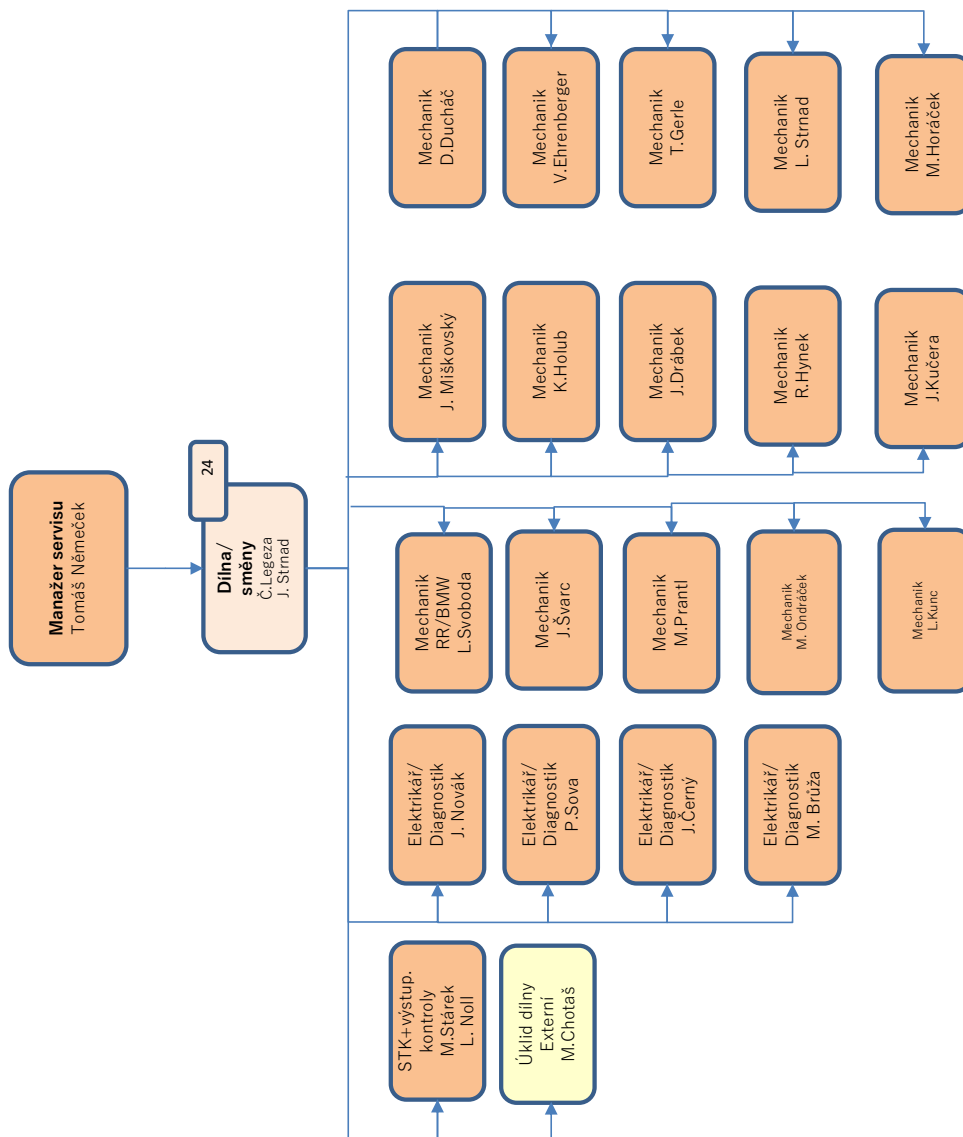 Manažer servisu
Tomáš Němeček
24
Dílna/
směny
Č.Legeza
J. Strnad
STK+výstup.
kontroly
M.Stárek
L. Noll
Elektrikář/
Diagnostik
J. Novák
Mechanik
RR/BMW
L.Svoboda
Mechanik
J. Miškovský
Mechanik
D.Ducháč
Úklid dílny
Externí
M.Chotaš
Elektrikář/
Diagnostik
P.Sova
Mechanik
J.Švarc
Mechanik
K.Holub
Mechanik
V.Ehrenberger
Elektrikář/
Diagnostik
J.Černý
Mechanik
M.Prantl
Mechanik
J.Drábek
Mechanik
T.Gerle
Elektrikář/
Diagnostik
M. Brůža
Mechanik
M. Ondráček
Mechanik
R.Hynek
Mechanik
L. Strnad
Mechanik
L.Kunc
Mechanik
J.Kučera
Mechanik
M.Horáček